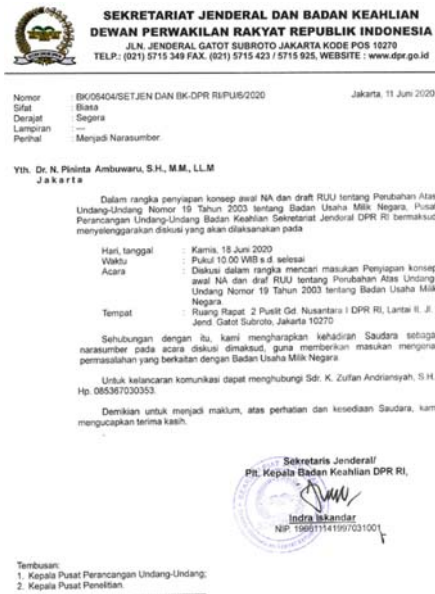 SEKRETARIAT JENDERAL DAN BADAN KEAHLIAN
DEWAN PERWAKILAN RAKYAT REPUBLIK INDONESIA
JLN. JENDERAL GATOT SUBROTO JAKARTA KODE POS 10270
TELP.: (021) 5715 349 FAX. (021) 5715 423 / 5715 925, WEBSITE : www.dpr.go.id
Nomor : BK/06404/SETJEN DAN BK-DPR RI/PU/6/2020 Jakarta, 11 Juni 2020
Sifat : Biasa
Derajat : Segera
Lampiran : ---
Perihal : Menjadi Narasumber.
Yth. Dr. N. Pininta Ambuwaru, S.H., M.M., LL.M
Jakarta
Dalam rangka penyiapan konsep awal NA dan draft RUU tentang Perubahan Atas
Undang-Undang Nomor 19 Tahun 2003 tentang Badan Usaha Milik Negara, Pusat
Perancangan Undang-Undang Badan Keahlian Sekretariat Jenderal DPR RI bermaksud
menyelenggarakan diskusi yang akan dilaksanakan pada
Hari, tanggal : Kamis, 18 Juni 2020
Waktu : Pukul 10.00 WIB s.d. selesai
Acara : Diskusi dalam rangka mencari masukan Penyiapan konsep
awal NA dan draf RUU tentang Perubahan Atas Undang-
Undang Nomor 19 Tahun 2003 tentang Badan Usaha Milik
Negara.
Tempat : Ruang Rapat 2 Puslit Gd. Nusantara I DPR RI, Lantai II, Jl.
Jend. Gatot Subroto, Jakarta 10270
Sehubungan dengan itu, kami mengharapkan kehadiran Saudara sebagai
narasumber pada acara diskusi dimaksud, guna memberikan masukan mengenai
permasalahan yang berkaitan dengan Badan Usaha Milik Negara.
Untuk kelancaran komunikasi dapat menghubungi Sdr. K. Zulfan Andriansyah, S.H.
Hp. 085367030353.
Demikian untuk menjadi maklum, atas perhatian dan kesediaan Saudara, kami
mengucapkan terima kasih.
Sekretaris Jenderal/
Plt. Kepala Badan Keahlian DPR RI,
Indra Iskandar
NIP. 196611141997031001
Tembusan:
1. Kepala Pusat Perancangan Undang-Undang;
2. Kepala Pusat Penelitian.